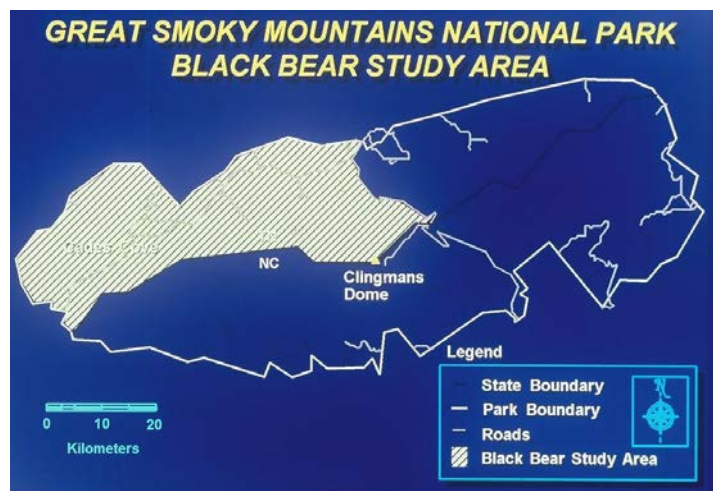 GREAT SMOKY MOUNTAINS NATIONAL PARK
BLACK BEAR STUDY AREA
Cades Cove
TN
NC
Clingmans
Dome
Legend
State Boundary
Park Boundary
Roads
Black Bear Study Area
N
0 10 20
Kilometers